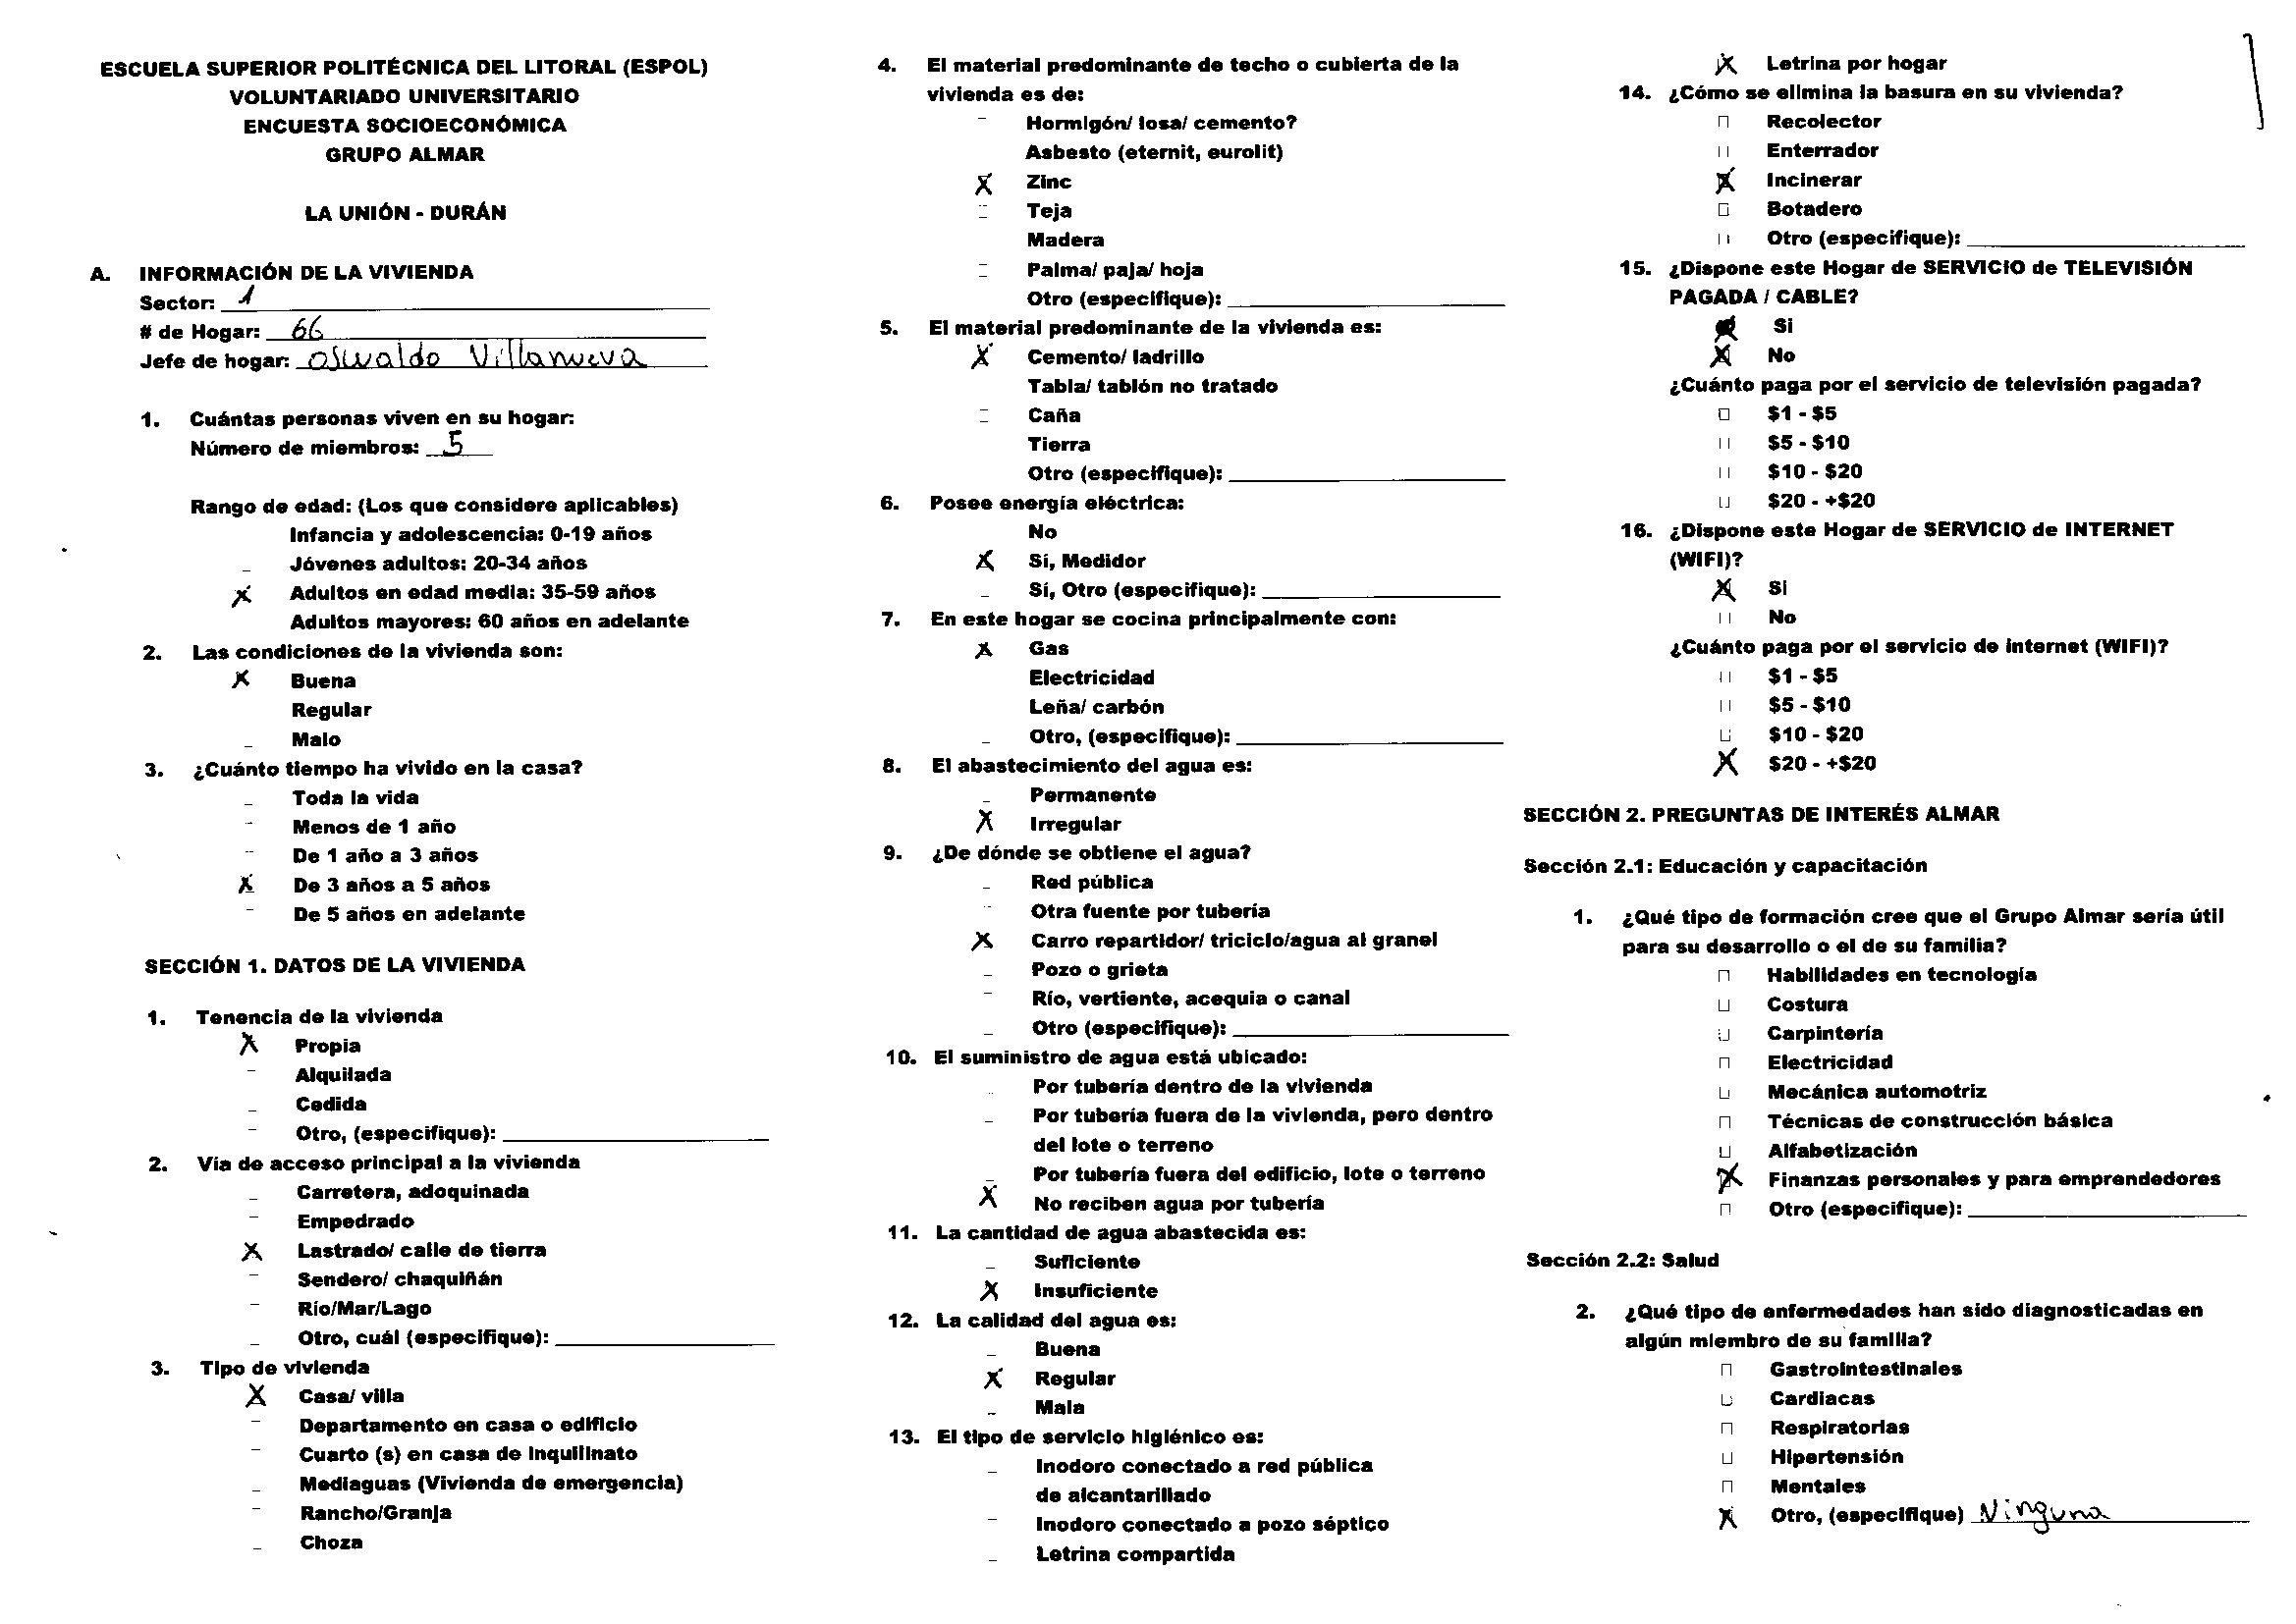 ESCUELA SUPERIOR POLITÉCNICA DEL LITORAL (ESPOL)
VOLUNTARIADO UNIVERSITARIO
ENCUESTA SOCIOECONÓMICA
GRUPO ALMAR
LA UNIÓN - DURÁN
A. INFORMACIÓN DE LA VIVIENDA
Sector: 1
# de Hogar: 66
Jefe de hogar: Oswaldo Villanueva
1. Cuántas personas viven en su hogar:
Número de miembros: 5
Rango de edad: (Los que considere aplicables)
Infancia y adolescencia: 0-19 años
Jóvenes adultos: 20-34 años
X Adultos en edad media: 35-59 años
Adultos mayores: 60 años en adelante
2. Las condiciones de la vivienda son:
X Buena
Regular
Malo
3. ¿Cuánto tiempo ha vivido en la casa?
Toda la vida
Menos de 1 año
De 1 año a 3 años
X De 3 años a 5 años
De 5 años en adelante
SECCIÓN 1. DATOS DE LA VIVIENDA
1. Tenencia de la vivienda
X Propia
Alquilada
Cedida
Otro, (especifique):
2. Vía de acceso principal a la vivienda
Carretera, adoquinada
Empedrado
X Lastrado/ calle de tierra
Sendero/ chaquiñán
Río/Mar/Lago
Otro, cuál (especifique):
3. Tipo de vivienda
X Casa/ villa
Departamento en casa o edificio
Cuarto (s) en casa de inquilinato
Mediaguas (Vivienda de emergencia)
Rancho/Granja
Choza
4. El material predominante de techo o cubierta de la
vivienda es de:
Hormigón/ losa/ cemento?
Asbesto (eternit, eurolit)
X Zinc
Teja
Madera
Palma/ paja/ hoja
Otro (especifique):
5. El material predominante de la vivienda es:
X Cemento/ ladrillo
Tabla/ tablón no tratado
Caña
Tierra
Otro (especifique):
6. Posee energía eléctrica:
No
X Sí, Medidor
Sí, Otro (especifique):
7. En este hogar se cocina principalmente con:
X Gas
Electricidad
Leña/ carbón
Otro, (especifique):
8. El abastecimiento del agua es:
Permanente
X Irregular
9. ¿De dónde se obtiene el agua?
Red pública
Otra fuente por tubería
X Carro repartidor/ triciclo/agua al granel
Pozo o grieta
Río, vertiente, acequia o canal
Otro (especifique):
10. El suministro de agua está ubicado:
Por tubería dentro de la vivienda
Por tubería fuera de la vivienda, pero dentro
del lote o terreno
Por tubería fuera del edificio, lote o terreno
X No reciben agua por tubería
11. La cantidad de agua abastecida es:
Suficiente
X Insuficiente
12. La calidad del agua es:
Buena
X Regular
Mala
13. El tipo de servicio higiénico es:
Inodoro conectado a red pública
de alcantarillado
Inodoro conectado a pozo séptico
Letrina compartida
X Letrina por hogar
14. ¿Cómo se elimina la basura en su vivienda?
Recolector
Enterrador
X Incinerar
Botadero
Otro (especifique):
15. ¿Dispone este Hogar de SERVICIO de TELEVISIÓN
PAGADA / CABLE?
Si
X No
¿Cuánto paga por el servicio de televisión pagada?
$1 - $5
$5 - $10
$10 - $20
$20 - +$20
16. ¿Dispone este Hogar de SERVICIO de INTERNET
(WIFI)?
X Si
No
¿Cuánto paga por el servicio de internet (WIFI)?
$1 - $5
$5 - $10
$10 - $20
X $20 - +$20
SECCIÓN 2. PREGUNTAS DE INTERÉS ALMAR
Sección 2.1: Educación y capacitación
1. ¿Qué tipo de formación cree que el Grupo Almar sería útil
para su desarrollo o el de su familia?
Habilidades en tecnología
Costura
Carpintería
Electricidad
Mecánica automotriz
Técnicas de construcción básica
Alfabetización
X Finanzas personales y para emprendedores
Otro (especifique):
Sección 2.2: Salud
2. ¿Qué tipo de enfermedades han sido diagnosticadas en
algún miembro de su familia?
Gastrointestinales
Cardiacas
Respiratorias
Hipertensión
Mentales
X Otro, (especifique) Ninguna